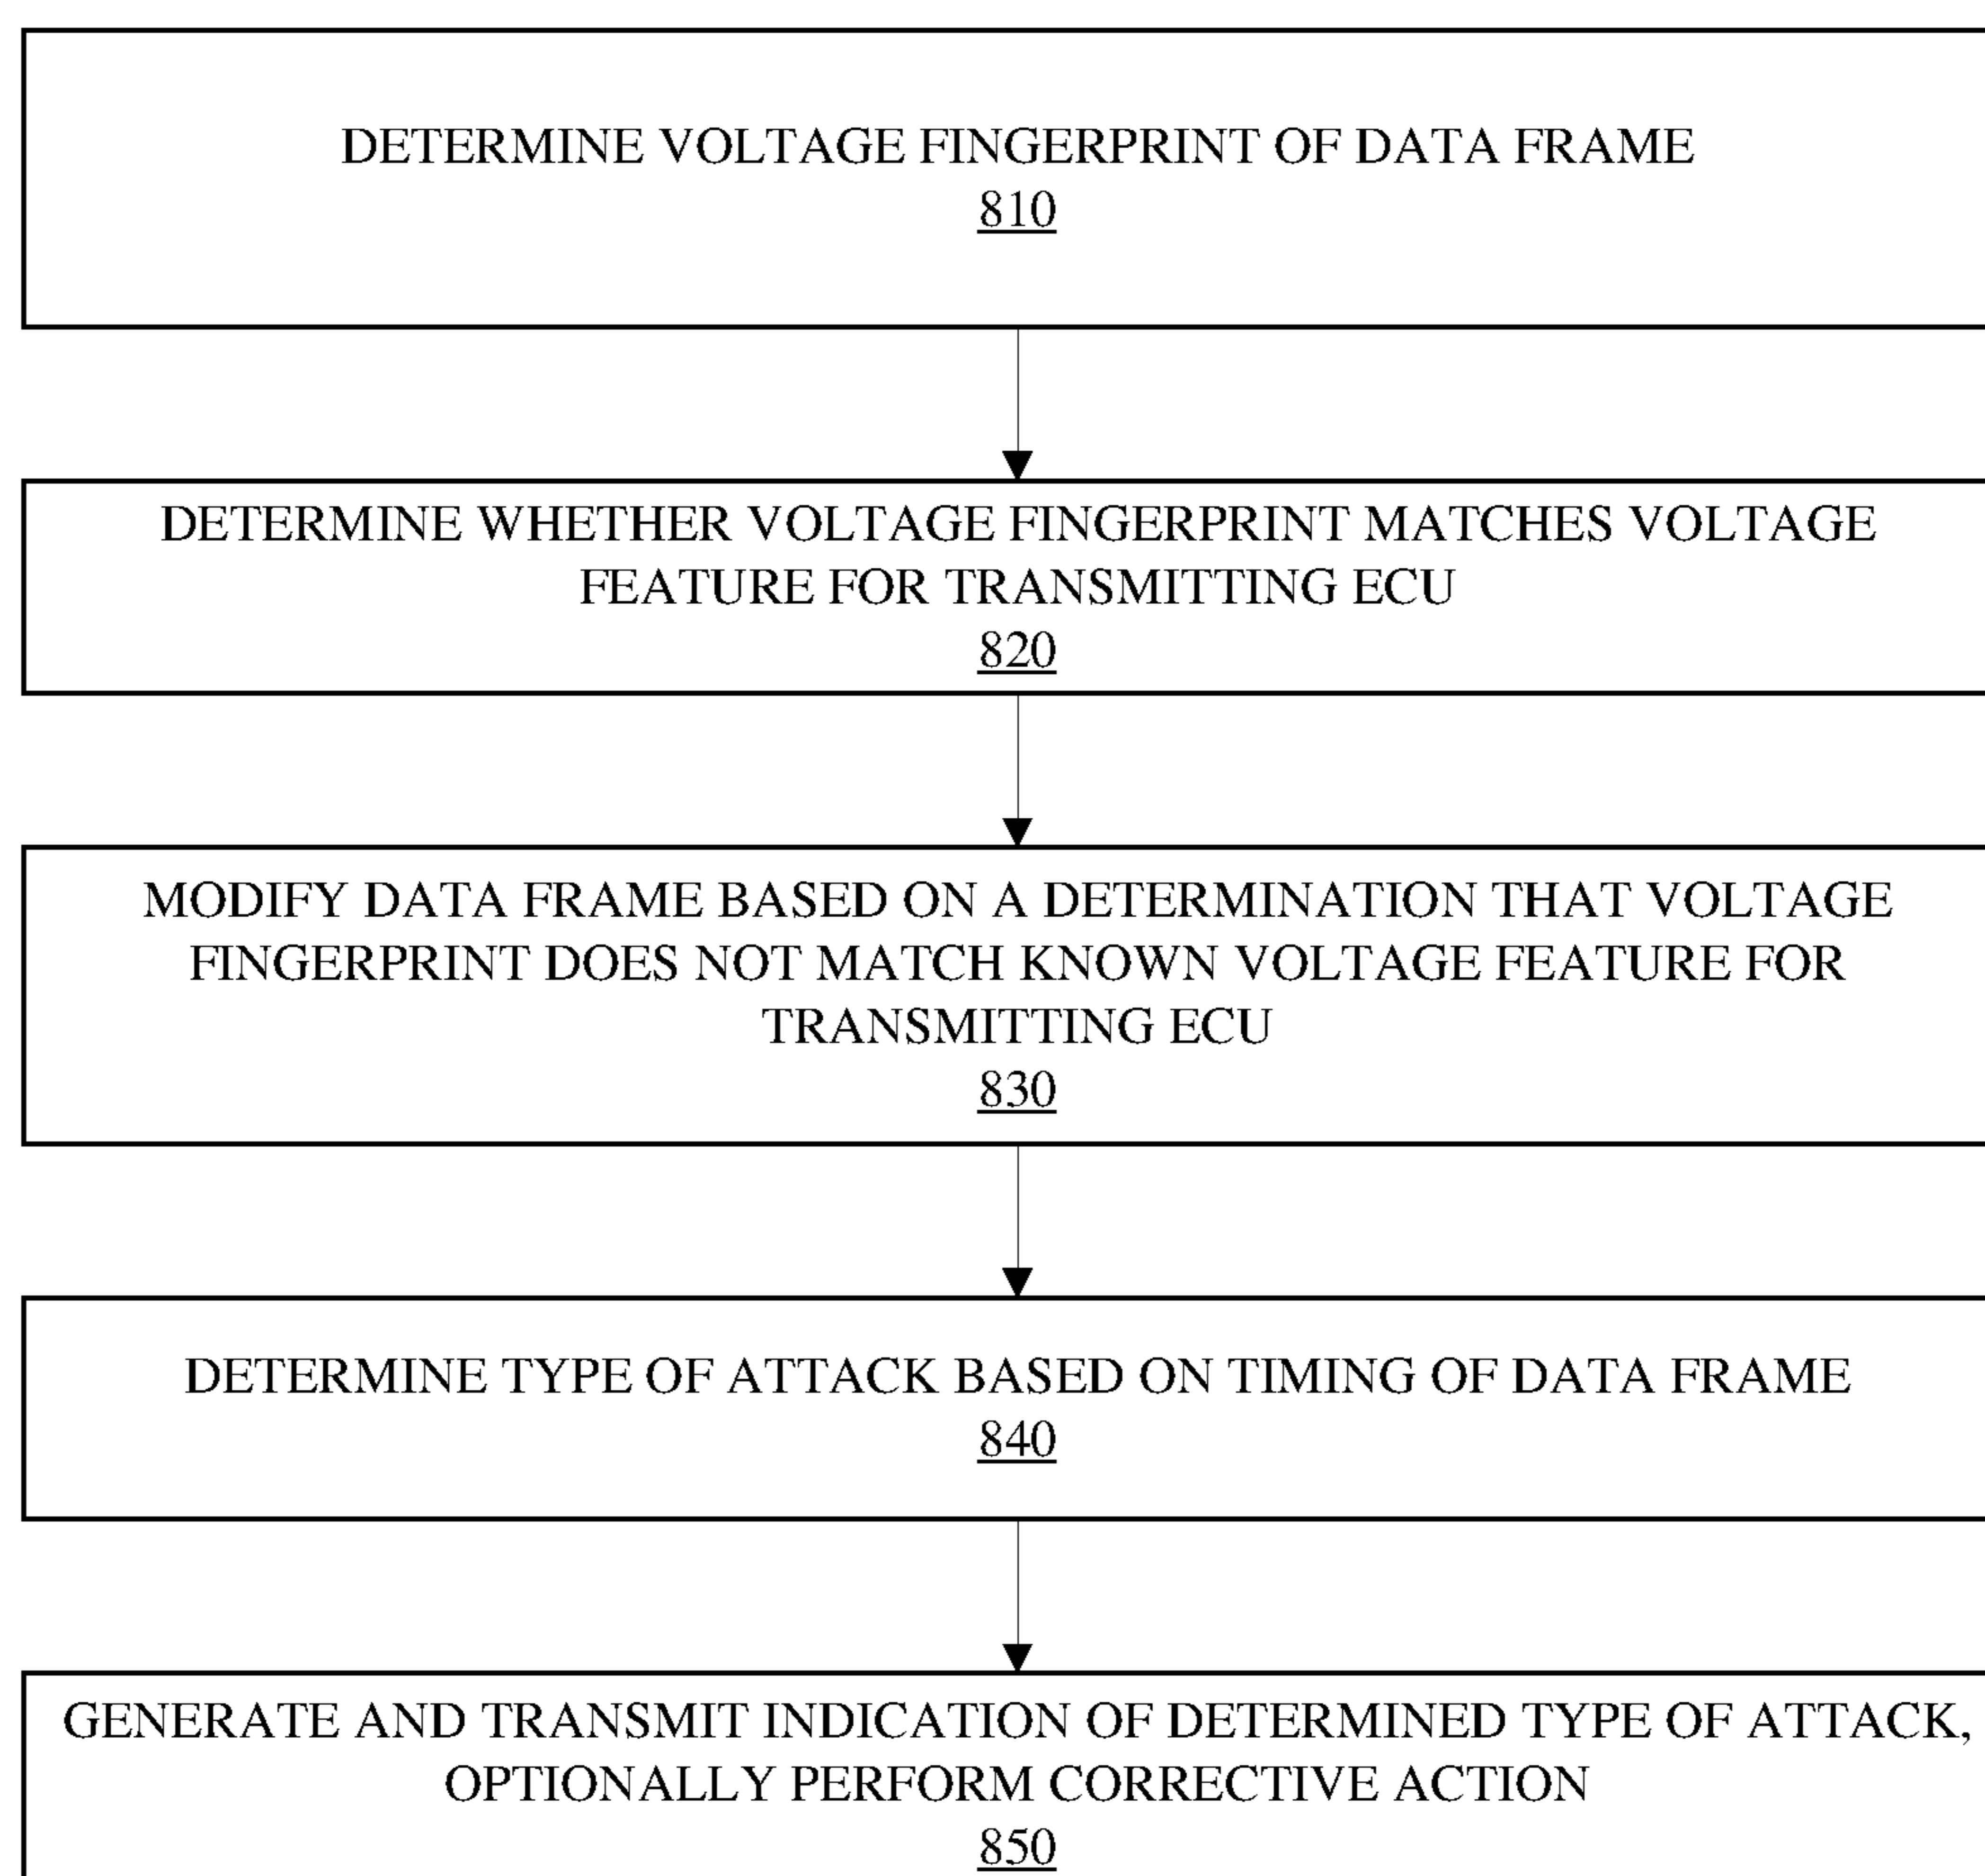 DETERMINE VOLTAGE FINGERPRINT OF DATA FRAME
810
DETERMINE WHETHER VOLTAGE FINGERPRINT MATCHES VOLTAGE
FEATURE FOR TRANSMITTING ECU
820
MODIFY DATA FRAME BASED ON A DETERMINATION THAT VOLTAGE
FINGERPRINT DOES NOT MATCH KNOWN VOLTAGE FEATURE FOR
TRANSMITTING ECU
830
DETERMINE TYPE OF ATTACK BASED ON TIMING OF DATA FRAME
840
GENERATE AND TRANSMIT INDICATION OF DETERMINED TYPE OF ATTACK,
OPTIONALLY PERFORM CORRECTIVE ACTION
850